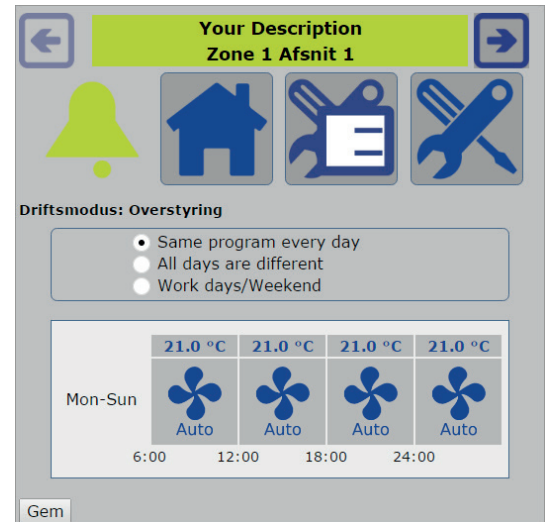 Your Description
Zone 1 Afsnit 1
Driftsmodus: Overstyring
Same program every day
All days are different
Work days/Weekend
21.0 °C 21.0 °C 21.0 °C 21.0 °C
Mon-Sun
Auto Auto Auto Auto
6:00 12:00 18:00 24:00
Gem